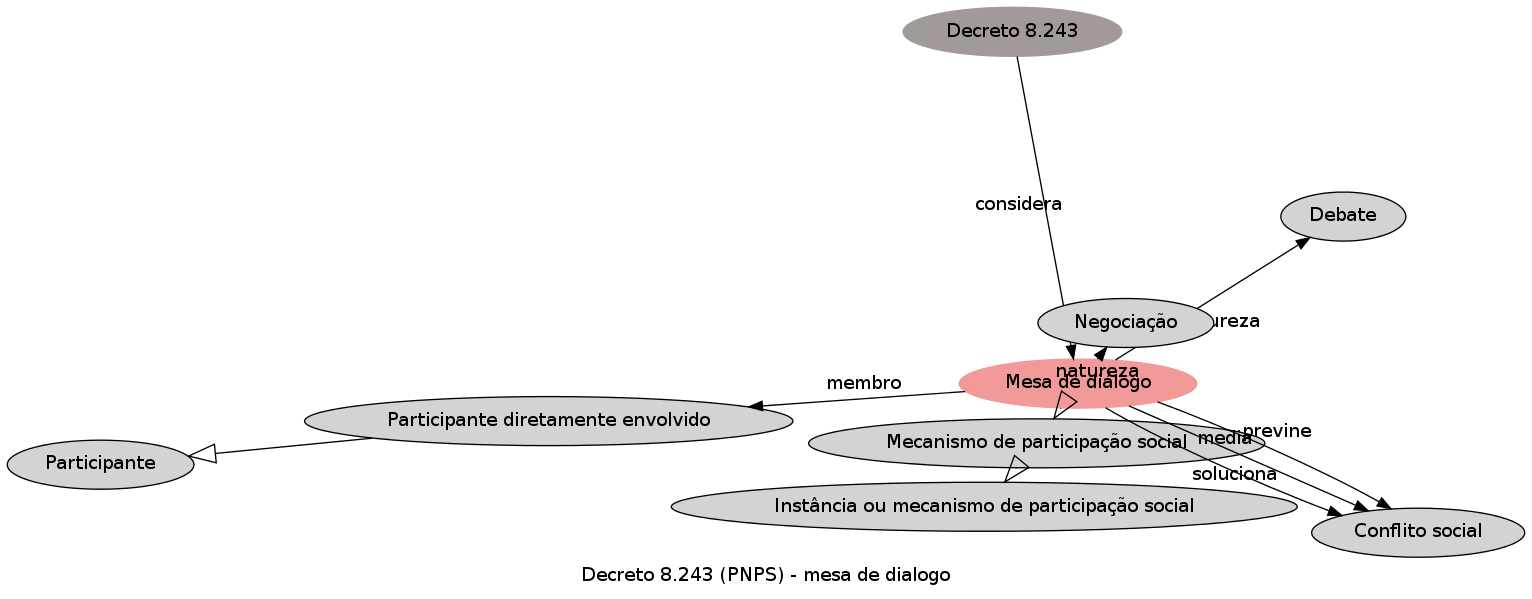 Decreto 8.243
considera
Debate
Negociação
ureza
natureza
Mesa de dialogo
membro
Participante diretamente envolvido
previne
media
Mecanismo de participação social
Participante
soluciona
Instância ou mecanismo de participação social
Conflito social
Decreto 8.243 (PNPS) - mesa de dialogo